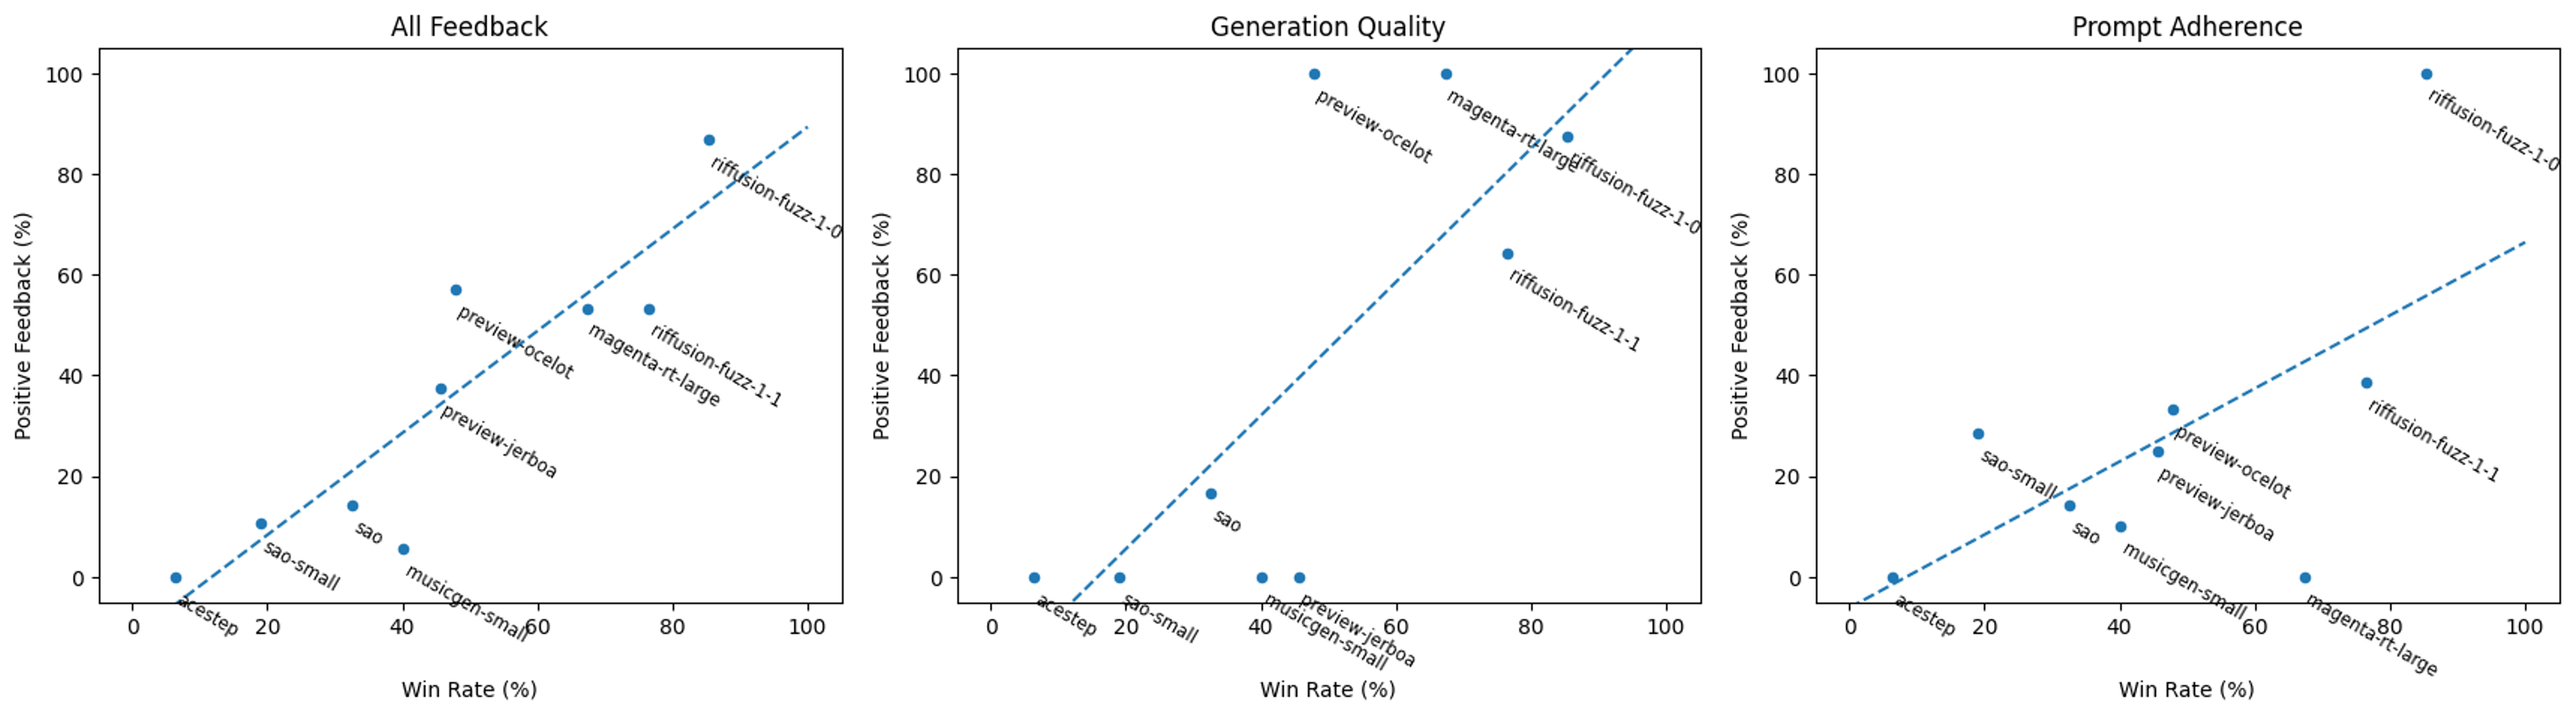 All Feedback
Positive Feedback (%)
100
80
60
40
20
0
riffusion-fuzz-1-0
preview-ocelot
magenta-rt-large
riffusion-fuzz-1-1
preview-jerboa
sao
sao-small
musicgen-small
acestep
0 20 40 60 80 100
Win Rate (%)
Generation Quality
Positive Feedback (%)
100
80
60
40
20
0
preview-ocelot
magenta-rt-large
riffusion-fuzz-1-0
riffusion-fuzz-1-1
sao
acestep
sao-small
musicgen-small
preview-jerboa
0 20 40 60 80 100
Win Rate (%)
Prompt Adherence
Positive Feedback (%)
100
80
60
40
20
0
riffusion-fuzz-1-0
riffusion-fuzz-1-1
preview-ocelot
sao-small
preview-jerboa
sao
musicgen-small
acestep
magenta-rt-large
0 20 40 60 80 100
Win Rate (%)